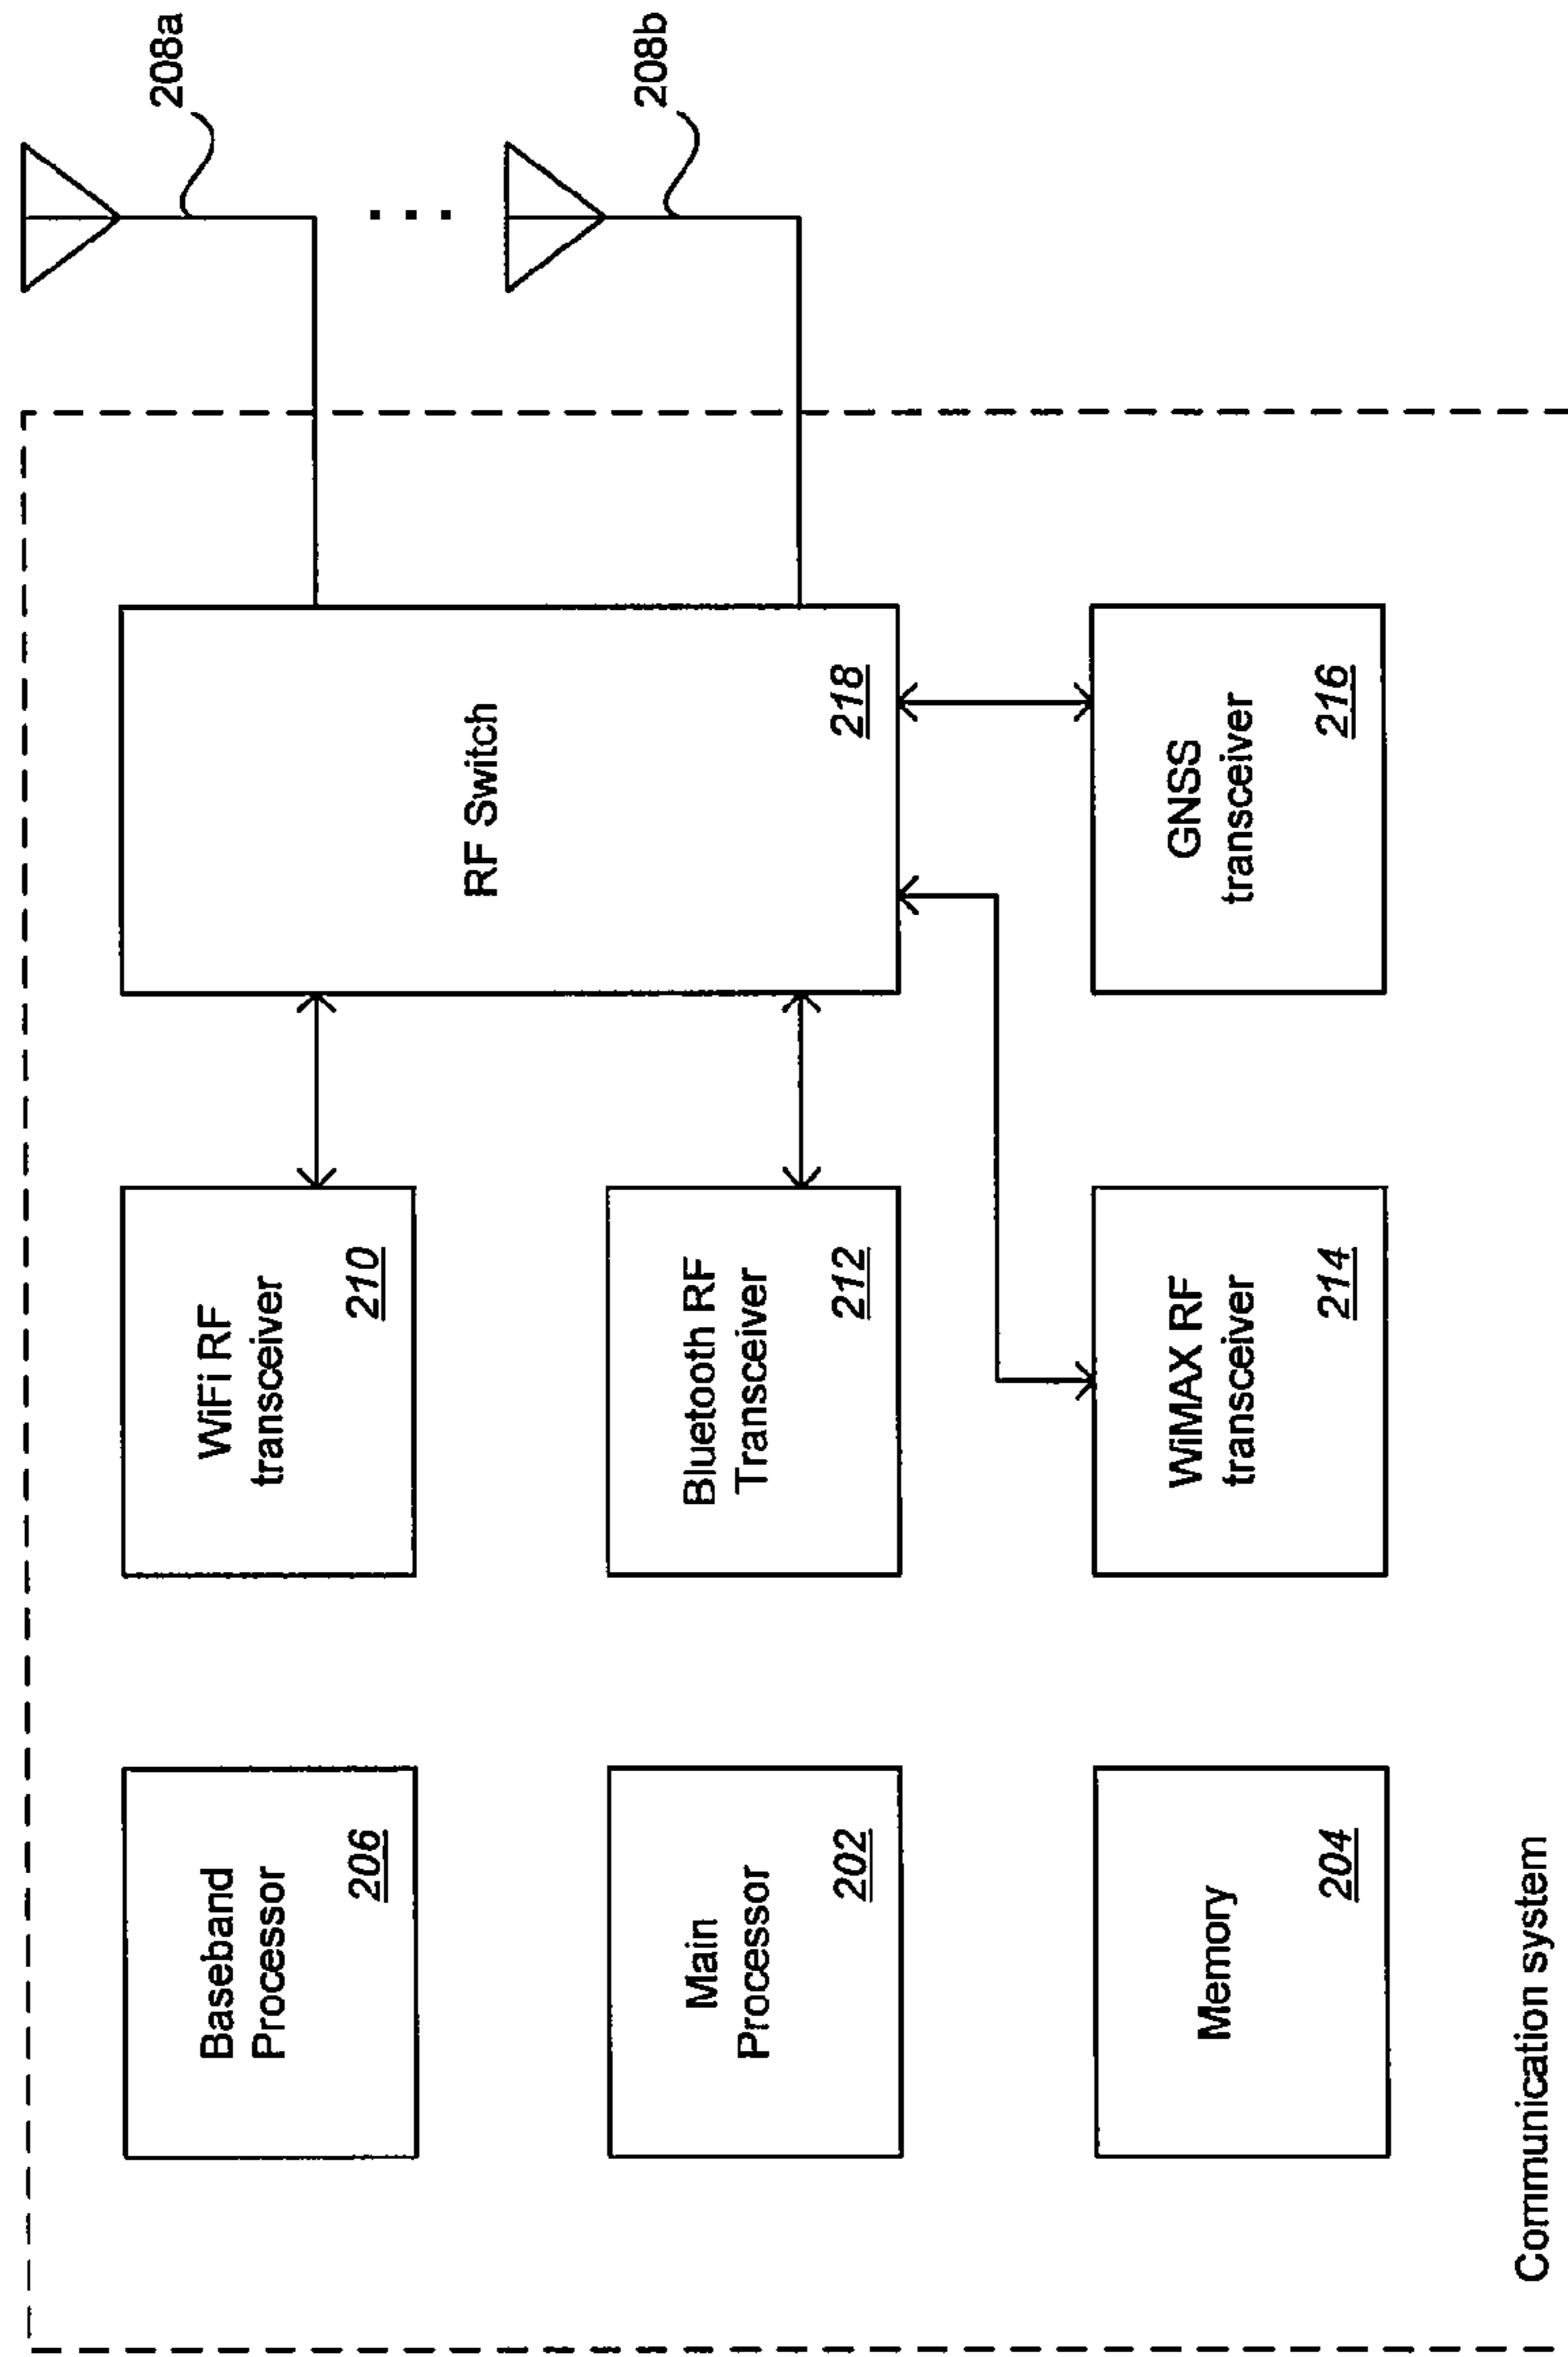 208a
208b
Baseband
Processor
206
WiFi RF
transceiver
210
RF Switch
218
Main
Processor
202
Bluetooth RF
Transceiver
212
Memory
204
WiMAX RF
transceiver
214
GNSS
transceiver
216
Communication system